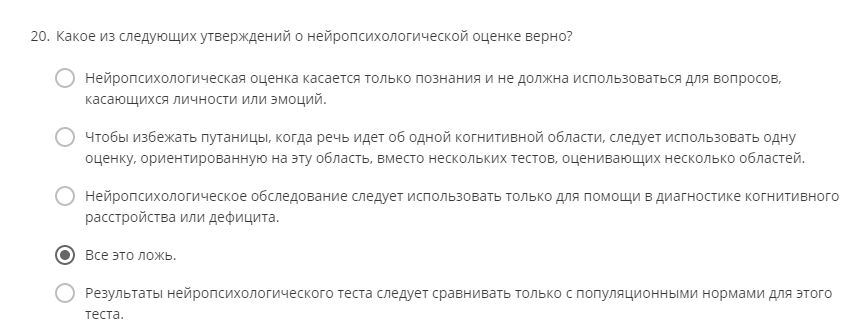 20. Какое из следующих утверждений о нейропсихологической оценке верно?
Нейропсихологическая оценка касается только познания и не должна использоваться для вопросов,
касающихся личности или эмоций.
Чтобы избежать путаницы, когда речь идет об одной когнитивной области, следует использовать одну
оценку, ориентированную на эту область, вместо нескольких тестов, оценивающих несколько областей.
Нейропсихологическое обследование следует использовать только для помощи в диагностике когнитивного
расстройства или дефицита.
Все это ложь.
Результаты нейропсихологического теста следует сравнивать только с популяционными нормами для этого
теста.